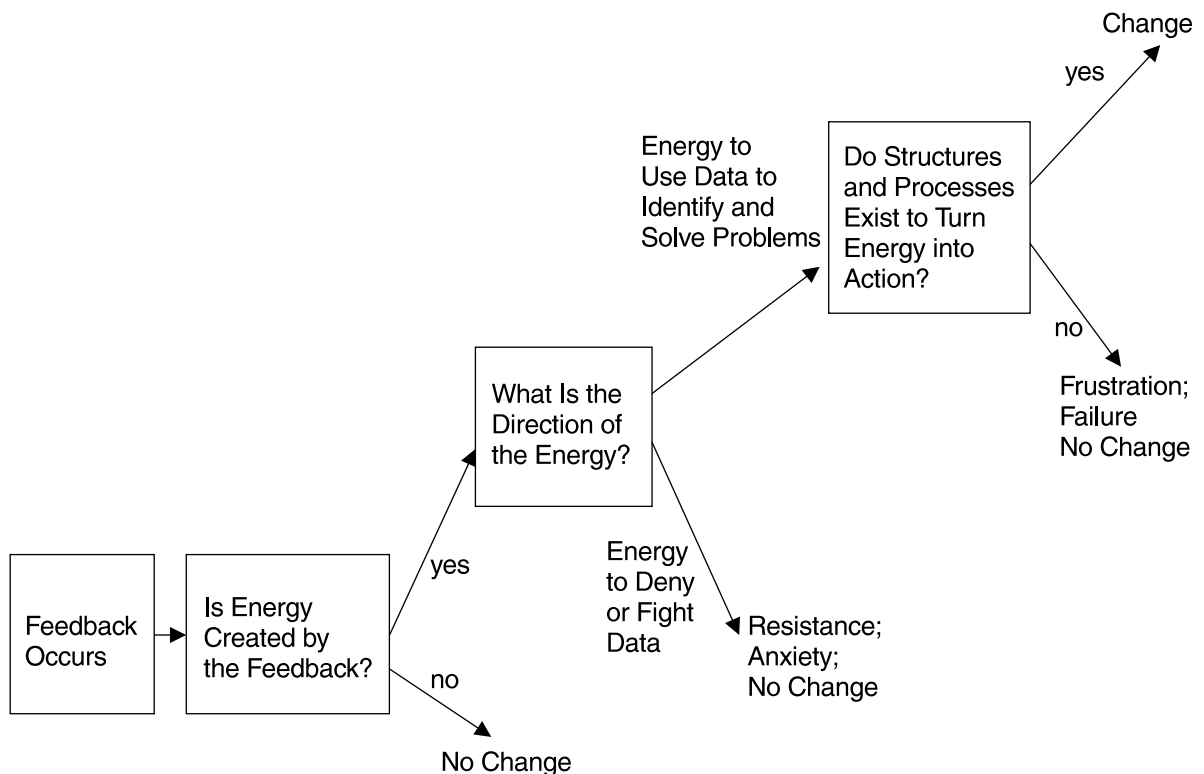 Feedback
Occurs
Is Energy
Created by
the Feedback?
yes
no
No Change
What Is the
Direction of
the Energy?
Energy
to Deny
or Fight
Data
Resistance;
Anxiety;
No Change
Energy to
Use Data to
Identify and
Solve Problems
Do Structures
and Processes
Exist to Turn
Energy into
Action?
yes
Change
no
Frustration;
Failure
No Change